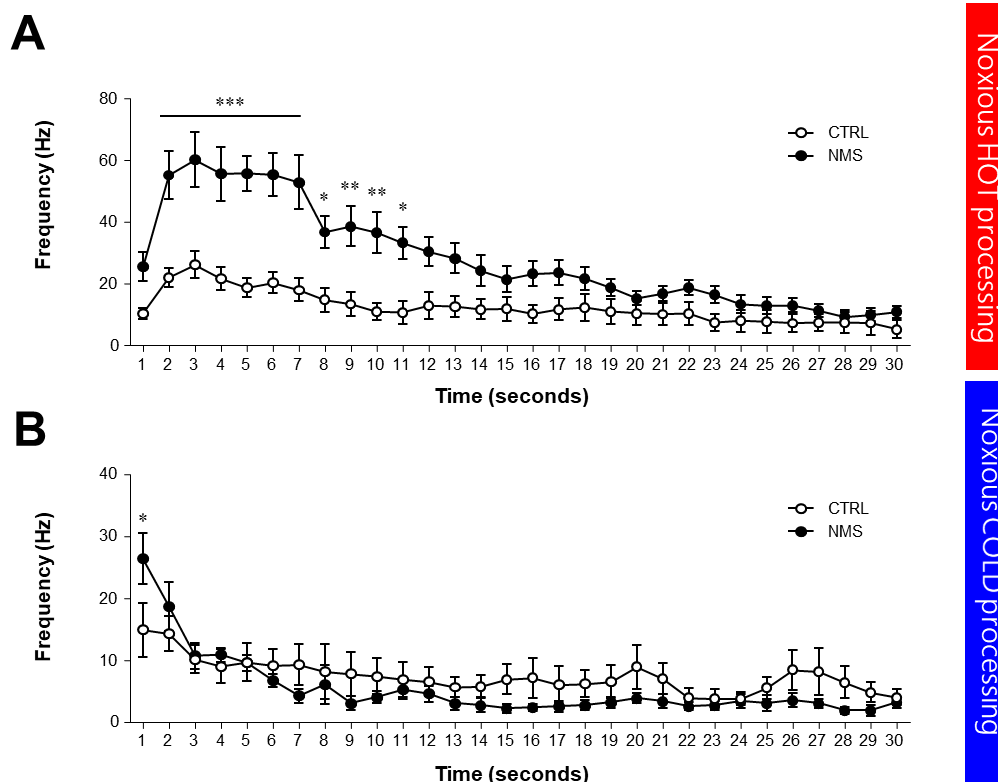 A
Noxious HOT processing
80
60
40
20
0
Frequency (Hz)
***
* ** ** *
CTRL
NMS
1 2 3 4 5 6 7 8 9 10 11 12 13 14 15 16 17 18 19 20 21 22 23 24 25 26 27 28 29 30
Time (seconds)
B
Noxious COLD processing
40
30
20
10
0
Frequency (Hz)
*
CTRL
NMS
1 2 3 4 5 6 7 8 9 10 11 12 13 14 15 16 17 18 19 20 21 22 23 24 25 26 27 28 29 30
Time (seconds)